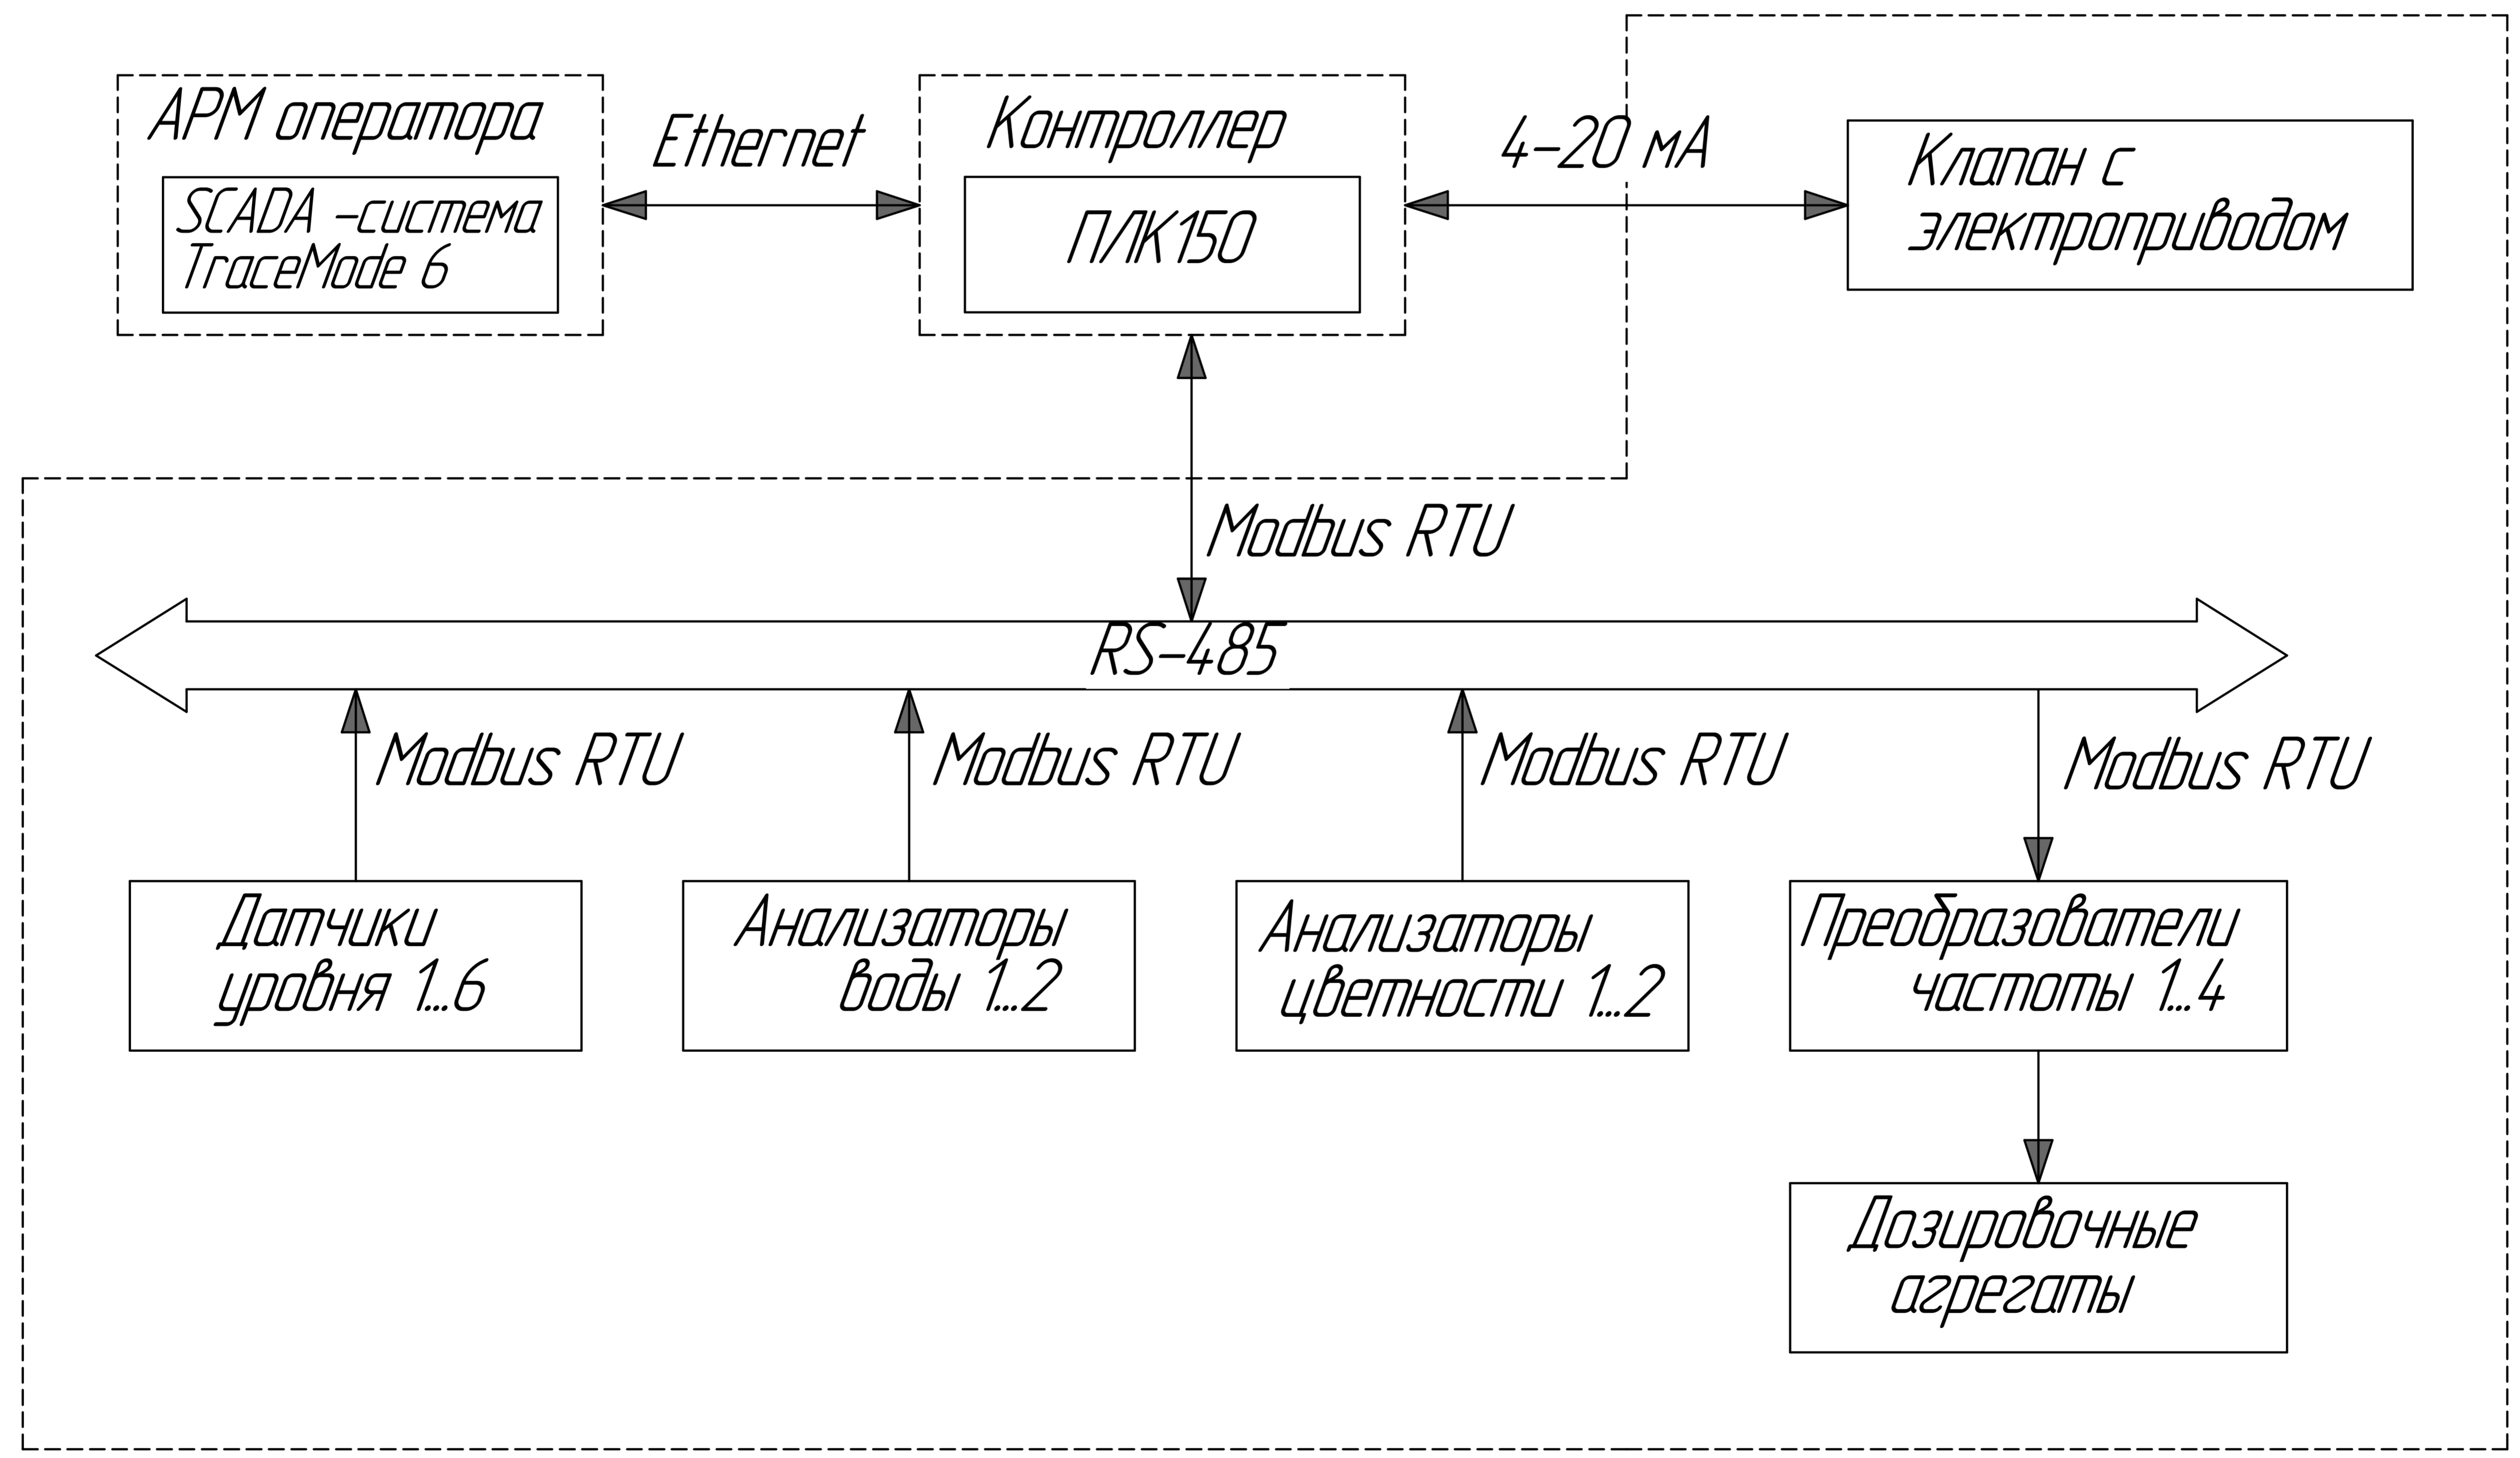 АРМ оператора
SCADA -система
TraceMode 6
Ethernet
Контроллер
ПЛК150
4-20 мА
Клапан с
электроприводом
Modbus RTU
RS-485
Modbus RTU
Modbus RTU
Modbus RTU
Modbus RTU
Датчики
уровня 1...6
Анализаторы
воды 1...2
Анализаторы
цветности 1...2
Преобразователи
частоты 1...4
Дозировочные
агрегаты